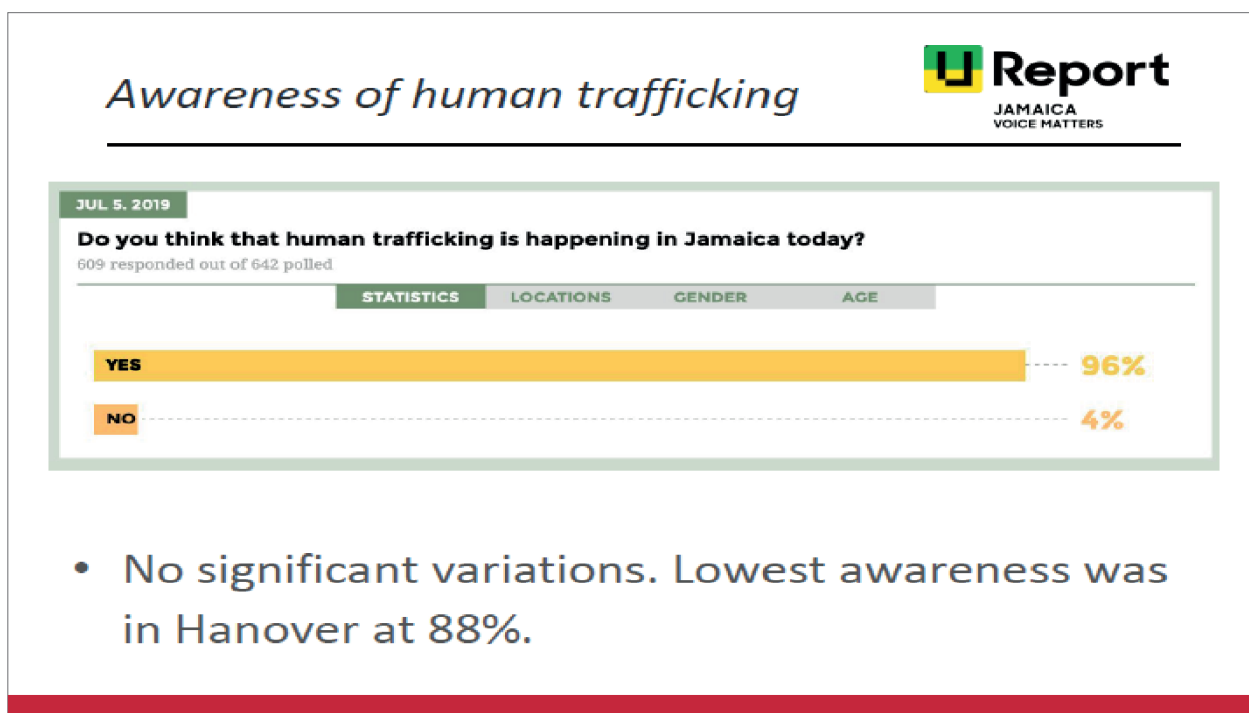 Awareness of human trafficking
U Report
JAMAICA
VOICE MATTERS
JUL 5. 2019
Do you think that human trafficking is happening in Jamaica today?
609 responded out of 642 polled
STATISTICS LOCATIONS GENDER AGE
YES 96%
NO 4%
• No significant variations. Lowest awareness was
in Hanover at 88%.